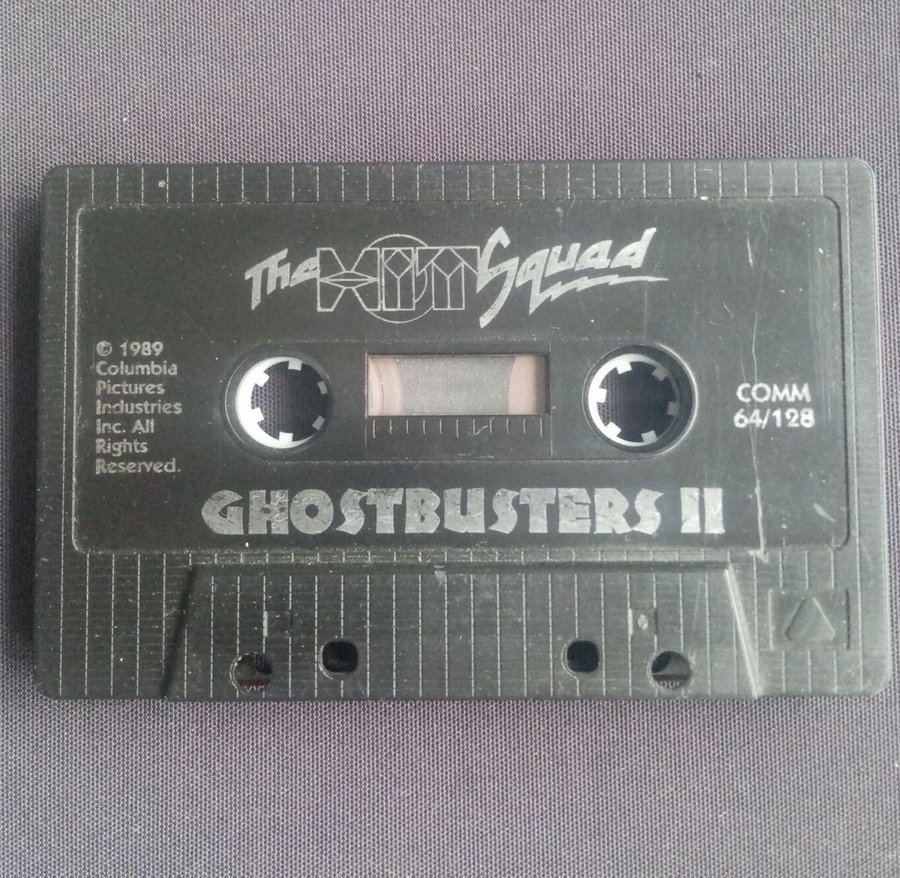 The HIT Squad
© 1989
Columbia
Pictures
Industries
Inc. All
Rights
Reserved.
COMM
64/128
GHOSTBUSTERS II